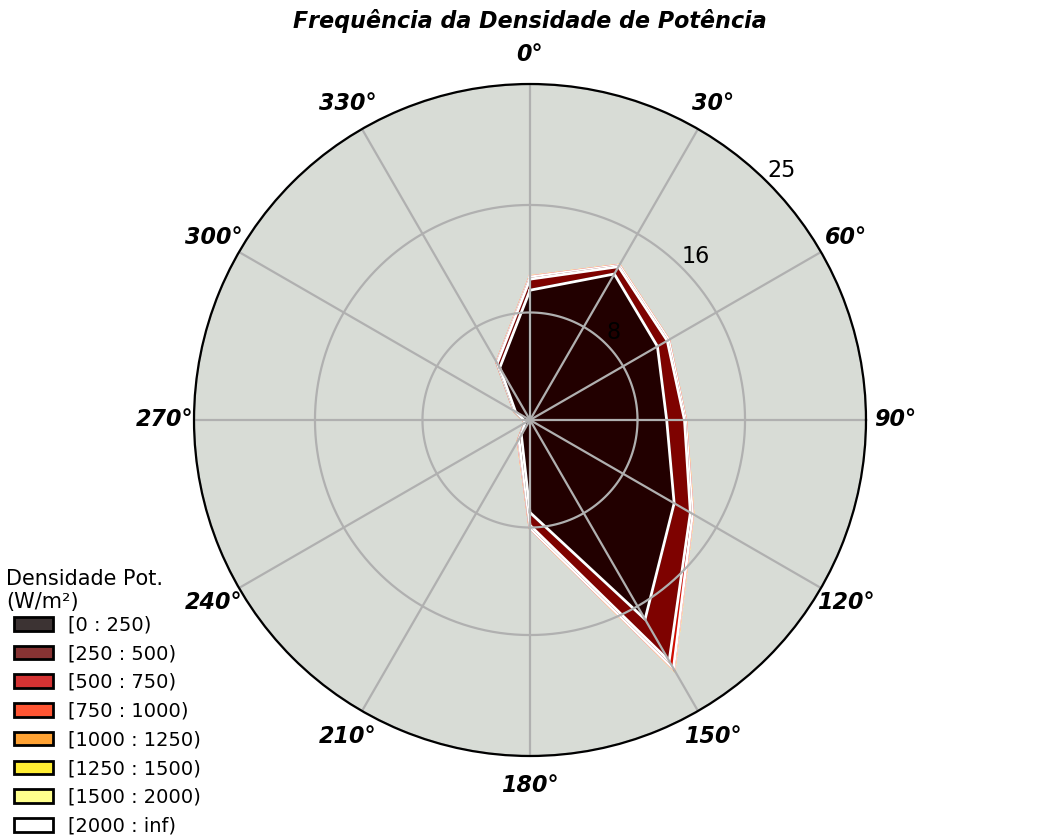 Frequência da Densidade de Potência
0°
330°
30°
25
300°
60°
16
8
270°
90°
240°
120°
210°
150°
180°
Densidade Pot.
(W/m²)
[0 : 250)
[250 : 500)
[500 : 750)
[750 : 1000)
[1000 : 1250)
[1250 : 1500)
[1500 : 2000)
[2000 : inf)